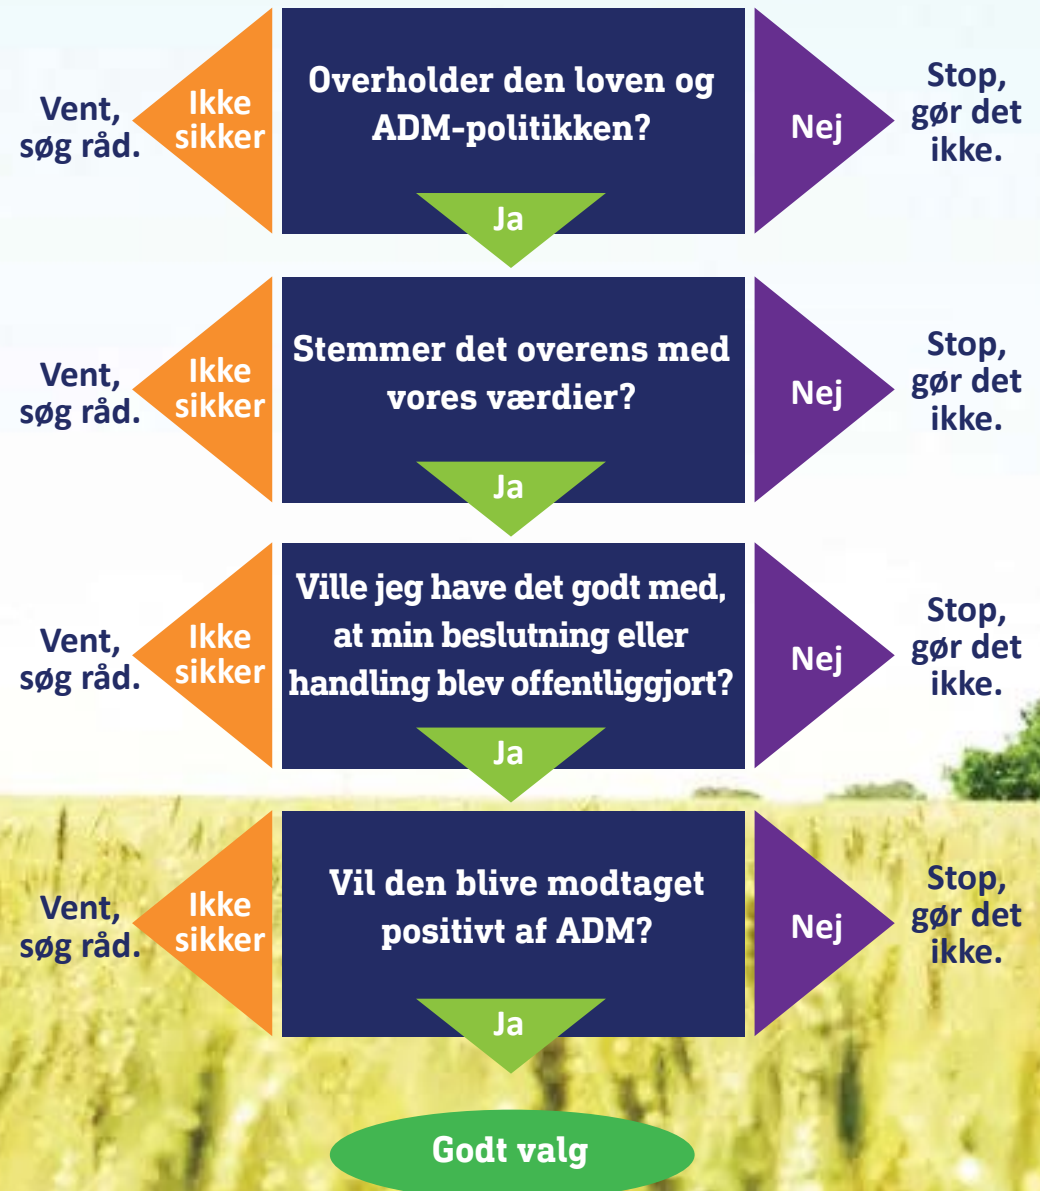 Overholder den loven og
ADM-politikken?
Vent,
søg råd.
Ikke
sikker
Nej
Stop,
gør det
ikke.
Ja
Stemmer det overens med
vores værdier?
Vent,
søg råd.
Ikke
sikker
Nej
Stop,
gør det
ikke.
Ja
Ville jeg have det godt med,
at min beslutning eller
handling blev offentliggjort?
Vent,
søg råd.
Ikke
sikker
Nej
Stop,
gør det
ikke.
Ja
Vil den blive modtaget
positivt af ADM?
Vent,
søg råd.
Ikke
sikker
Nej
Stop,
gør det
ikke.
Ja
Godt valg